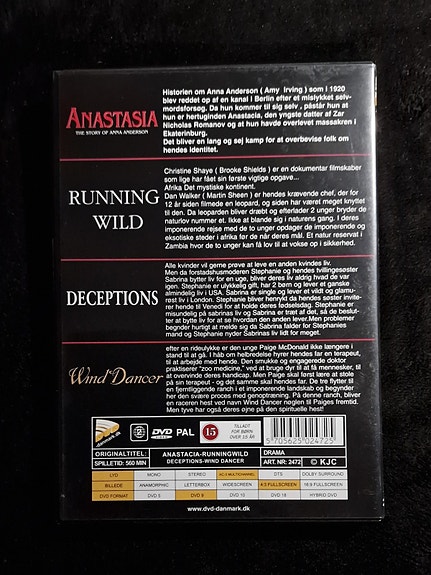 ANASTASIA
THE STORY OF ANNA ANDERSON
Historien om Anna Anderson ( Amy Irving ) som i 1920
blev reddet op af en kanal i Berlin efter et mislykket selv-
mordsforsøg. Da hun kommer til sig selv , påstår hun at
hun er hertuginden Anastacia, den yngste datter af Zar
Nicholas Romanov og at hun havde overlevet massakren i
Ekaterinburg.
Det bliver en lang og sej kamp for at overbevise folk om
hendes identitet.
RUNNING
WILD
Christine Shaye ( Brooke Shields ) er en dokumentar filmskaber
som lige har fået sin første vigtige opgave...
Afrika Det mystiske kontinent.
Dan Walker ( Martin Sheen ) er hendes krævende chef, der for
12 år siden filmede en leopard, og siden har været meget knyttet
til den. Da leoparden bliver dræbt og efterlader 2 unger bryder de
naturlov nummer et. Ikke at blande sig i naturens gang. I deres
imponerende rejse med de to unger opdager de imponerende og
eksotiske steder i afrika før de når deres mål. Et natur reservat i
Zambia hvor de to unger kan få lov til at vokse op i sikkerhed.
DECEPTIONS
Alle kvinder vil gerne prøve at leve en anden kvindes liv.
Men da forstadshusmoderen Stephanie og hendes tvillingesøster
Sabrina bytter liv for en uge, bliver deres liv aldrig hvad de var
igen. Stephanie er ulykkelig gift, har 2 børn og lever et ganske
almindelig liv i USA. Sabrina er single og lever et vildt og glamu-
røst liv i London. Stephanie bliver henrykt da hendes søster invite-
rer hende til Venedi for at holde deres fødelsdag. Stephanie er
misundelig på sabrinas liv og Sabrina er træt af det, så de beslut-
ter at bytte liv for at se hvordan den anden lever.Men problemer
begnder hurtigt at melde sig da Sabrina falder for Stephanies
mand og Stephanie nyder Sabrinas liv lidt for meget.
Wind Dancer
efter en rideulykke er den unge Paige McDonald ikke længere i
stand til at gå. I håb om helbredelse hyrer hendes far en terapeut,
til at arbejde med hende. Den smukke og engagerede doktor
praktiserer "zoo medicine," ved at bruge dyr til at få mennesker, til
at overvinde deres handicap. Men Paige skal først lære at stole
på sin terapeut - og det samme skal hendes far. De tre flytter til
en fjerntliggende ranch i et imponerende landskab og begynder
her den svære proces med genoptræning. På denne ranch, bliver
en racoren hest ved navn Wind Dancer nøglen til Paiges fremtid.
Men tyve har også deres øjne på den spirituelle hest!
DVD PAL
15
TILLADT
FOR BØRN
OVER 15 ÅR
5 705625 024725
ORIGINALTITEL:
ANASTACIA-RUNNINGWILD
DRAMA
SPILLETID: 560 MIN
DECEPTIONS-WIND DANCER
ART. NR: 2472
© KJC
LYD
MONO
STEREO
AC-3 MULTICHANNEL
DTS
DOLBY SURROUND
BILLEDE
ANAMORPHIC
LETTERBOX
WIDESCREEN
4:3 FULLSCREEN
16:9 FULLSCREEN
DVD FORMAT
DVD 5
DVD 9
DVD 10
DVD 18
HYBRID DVD
www.dvd-danmark.dk